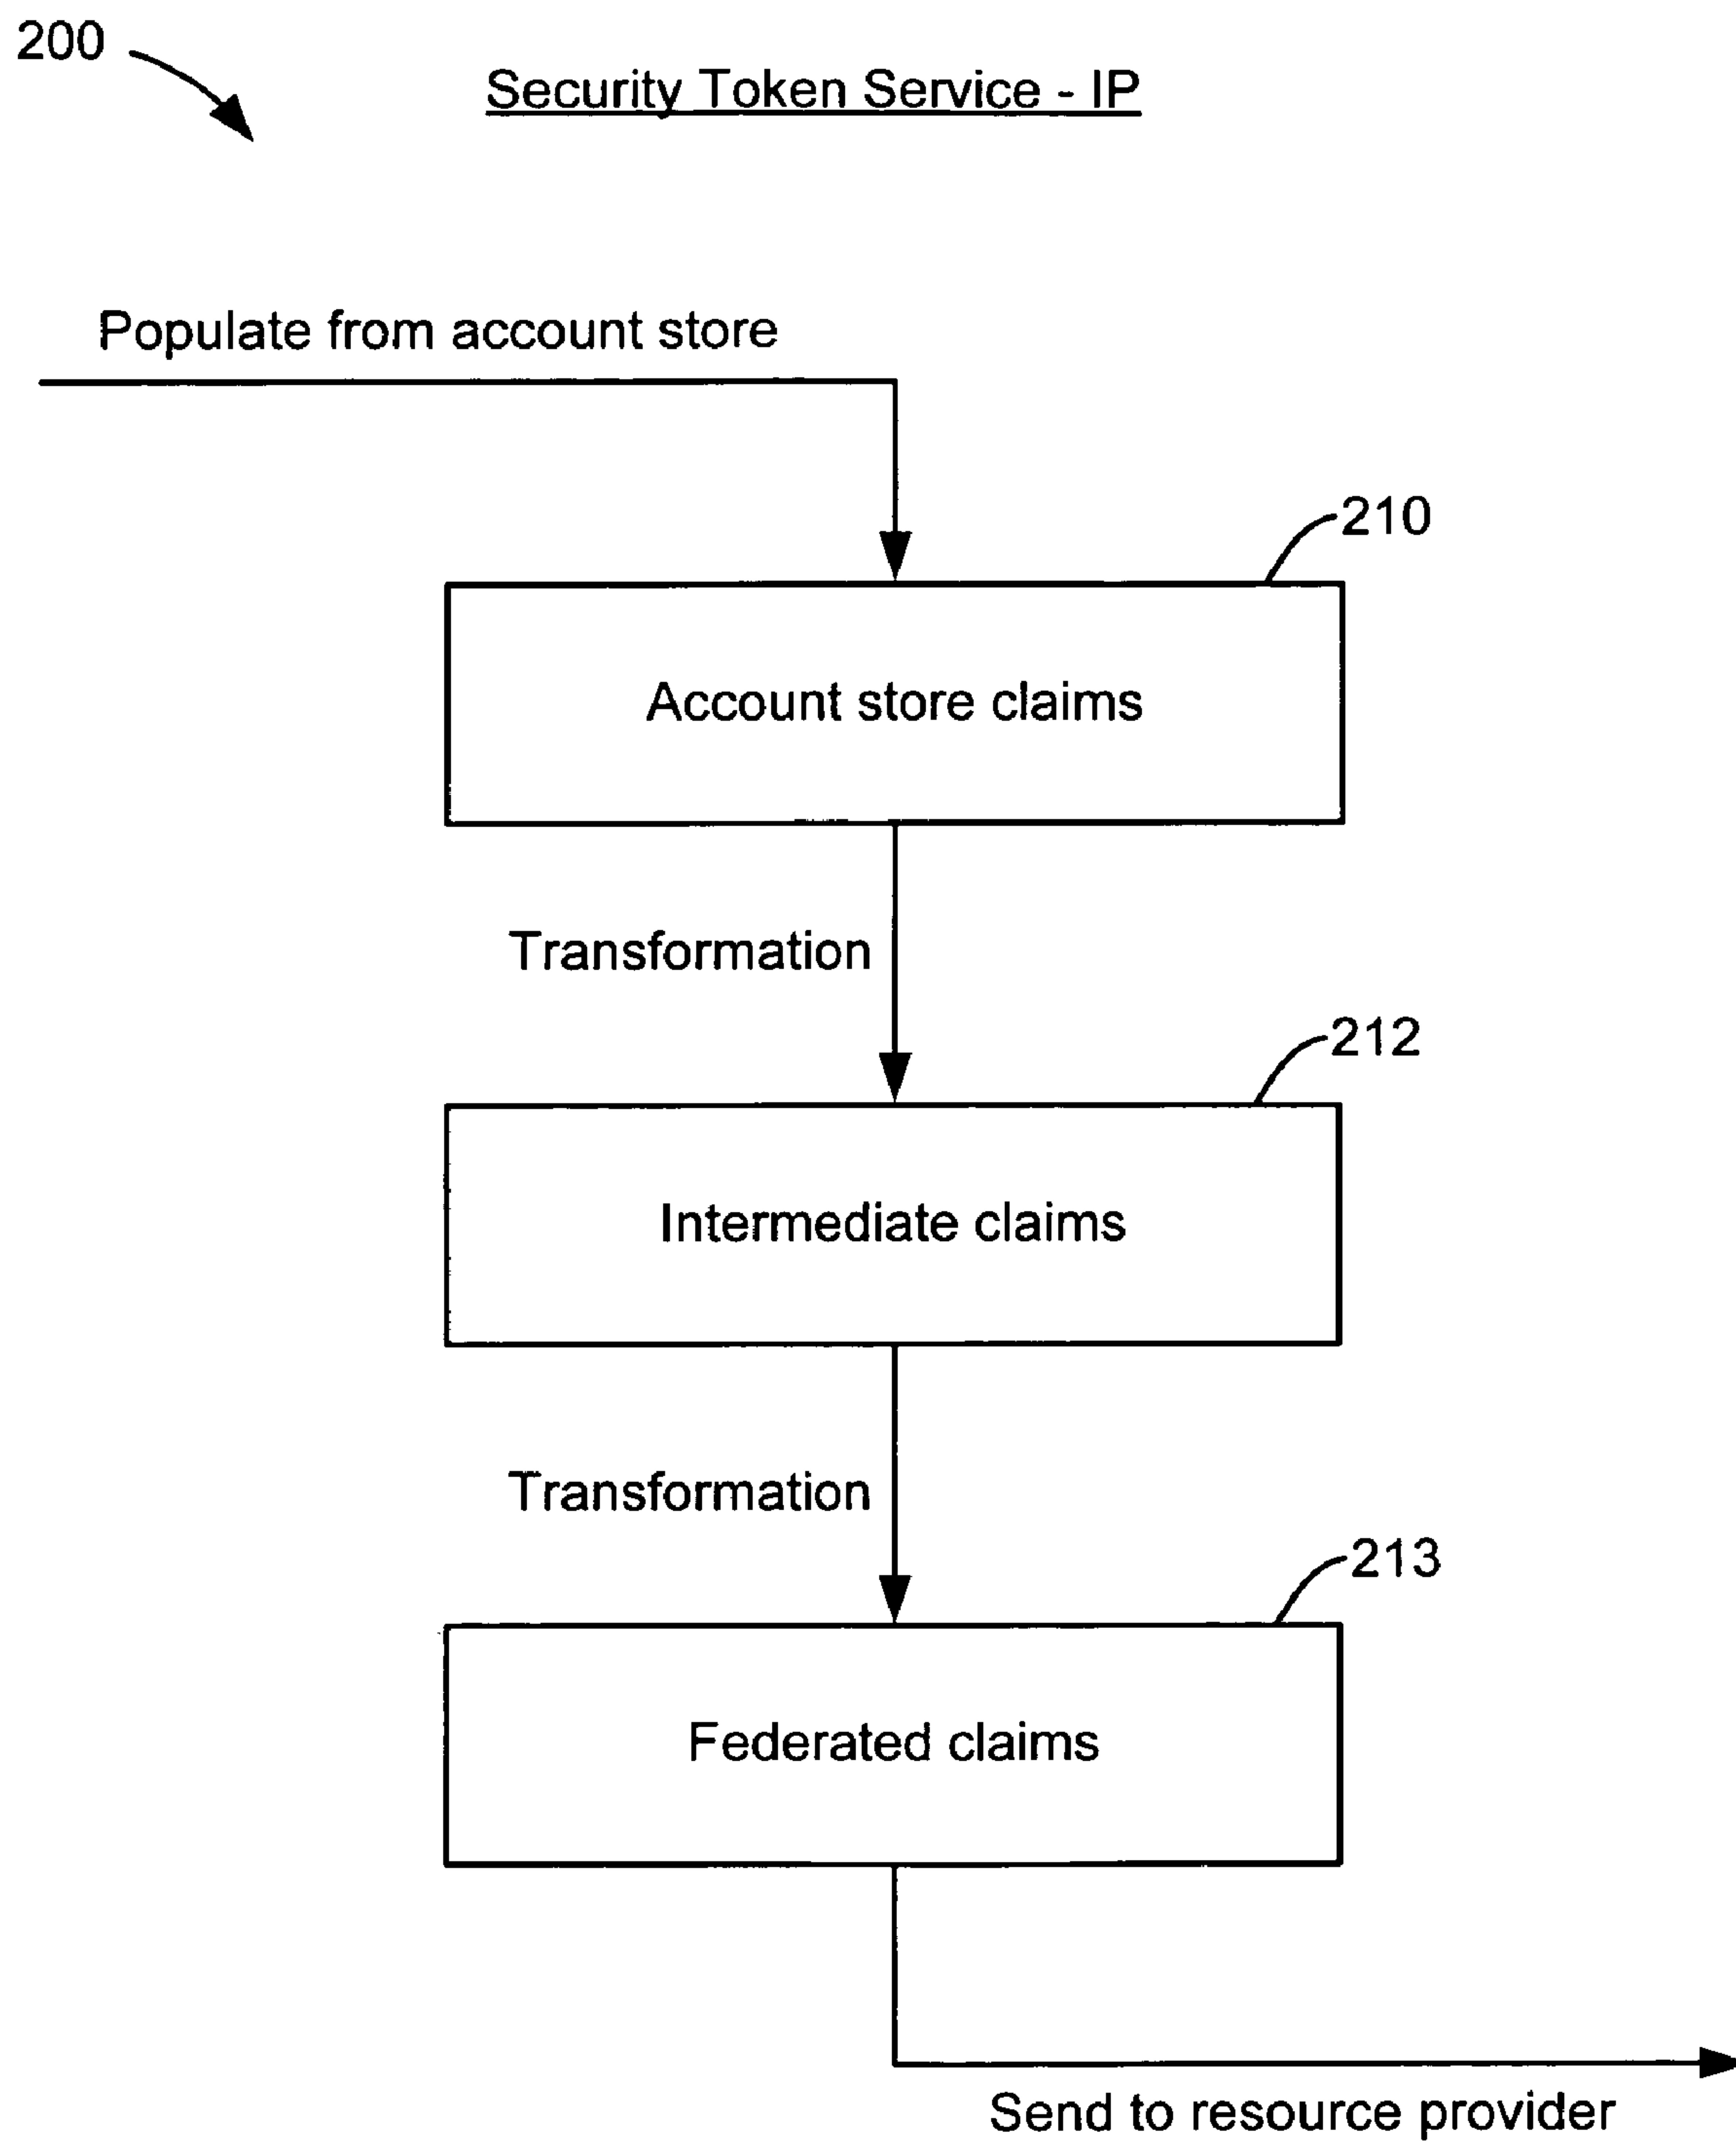 200
Security Token Service - IP
Populate from account store
210
Account store claims
Transformation
212
Intermediate claims
Transformation
213
Federated claims
Send to resource provider